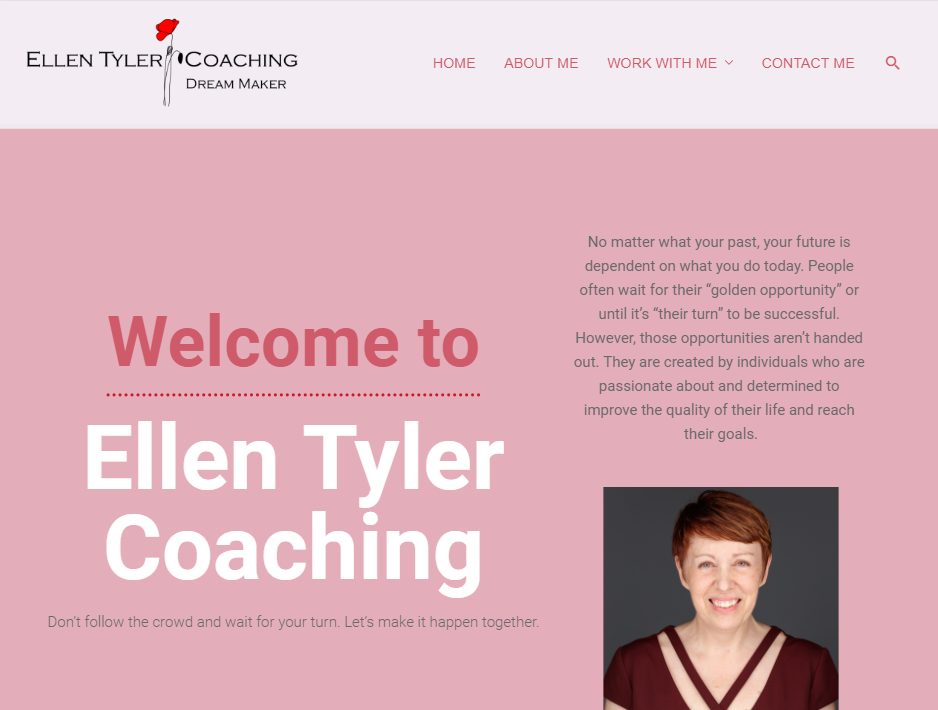 ELLEN TYLER COACHING
DREAM MAKER
HOME ABOUT ME WORK WITH ME CONTACT ME
Welcome to
Ellen Tyler
Coaching
Don't follow the crowd and wait for your turn. Let's make it happen together.
No matter what your past, your future is
dependent on what you do today. People
often wait for their “golden opportunity” or
until it’s “their turn” to be successful.
However, those opportunities aren’t handed
out. They are created by individuals who are
passionate about and determined to
improve the quality of their life and reach
their goals.